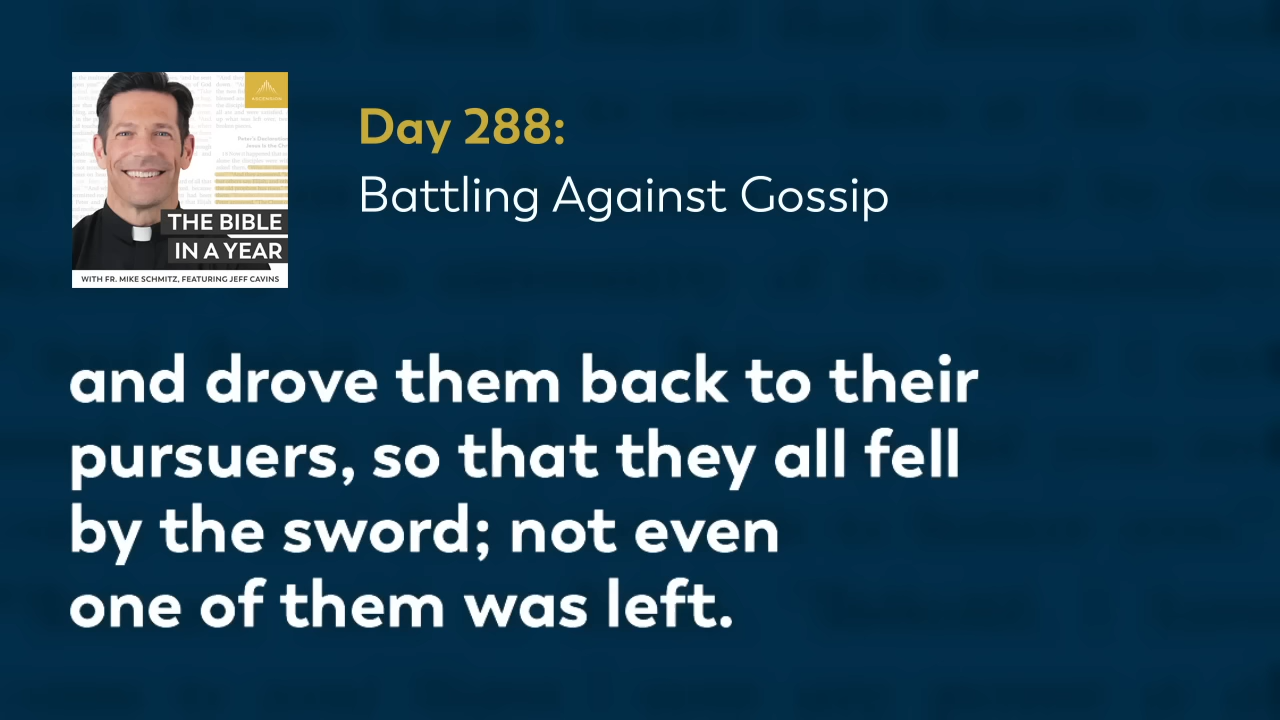 ASCENSION
THE BIBLE
IN A YEAR
WITH FR. MIKE SCHMITZ, FEATURING JEFF CAVINS
Day 288:
Battling Against Gossip
and drove them back to their
pursuers, so that they all fell
by the sword; not even
one of them was left.